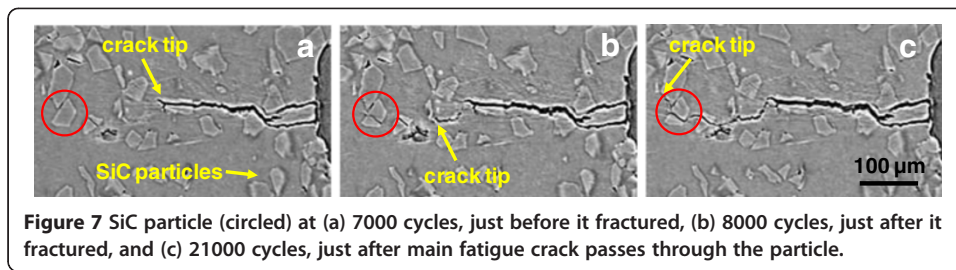 a
crack tip
SiC particles
b
crack tip
c
crack tip
100 µm
Figure 7 SiC particle (circled) at (a) 7000 cycles, just before it fractured, (b) 8000 cycles, just after it
fractured, and (c) 21000 cycles, just after main fatigue crack passes through the particle.